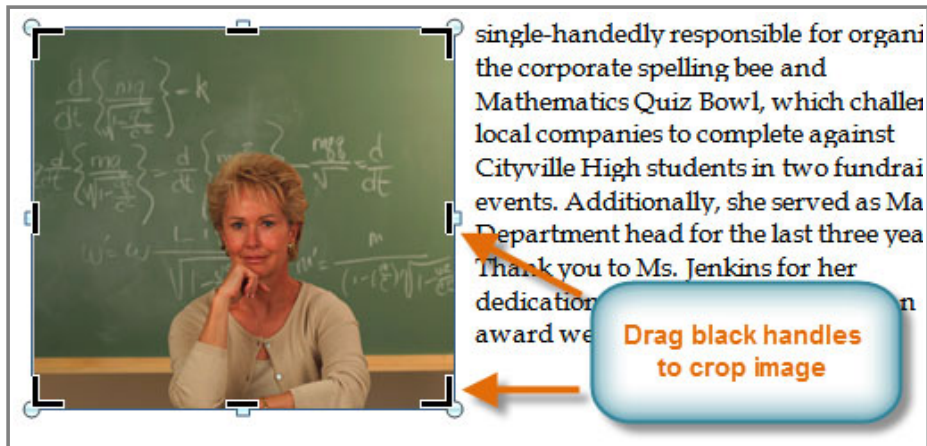 single-handedly responsible for organi
the corporate spelling bee and
Mathematics Quiz Bowl, which challen
local companies to complete against
Cityville High students in two fundrai
events. Additionally, she served as Ma
Department head for the last three yea
Thank you to Ms. Jenkins for her
dedication
award we
Drag black handles
to crop image